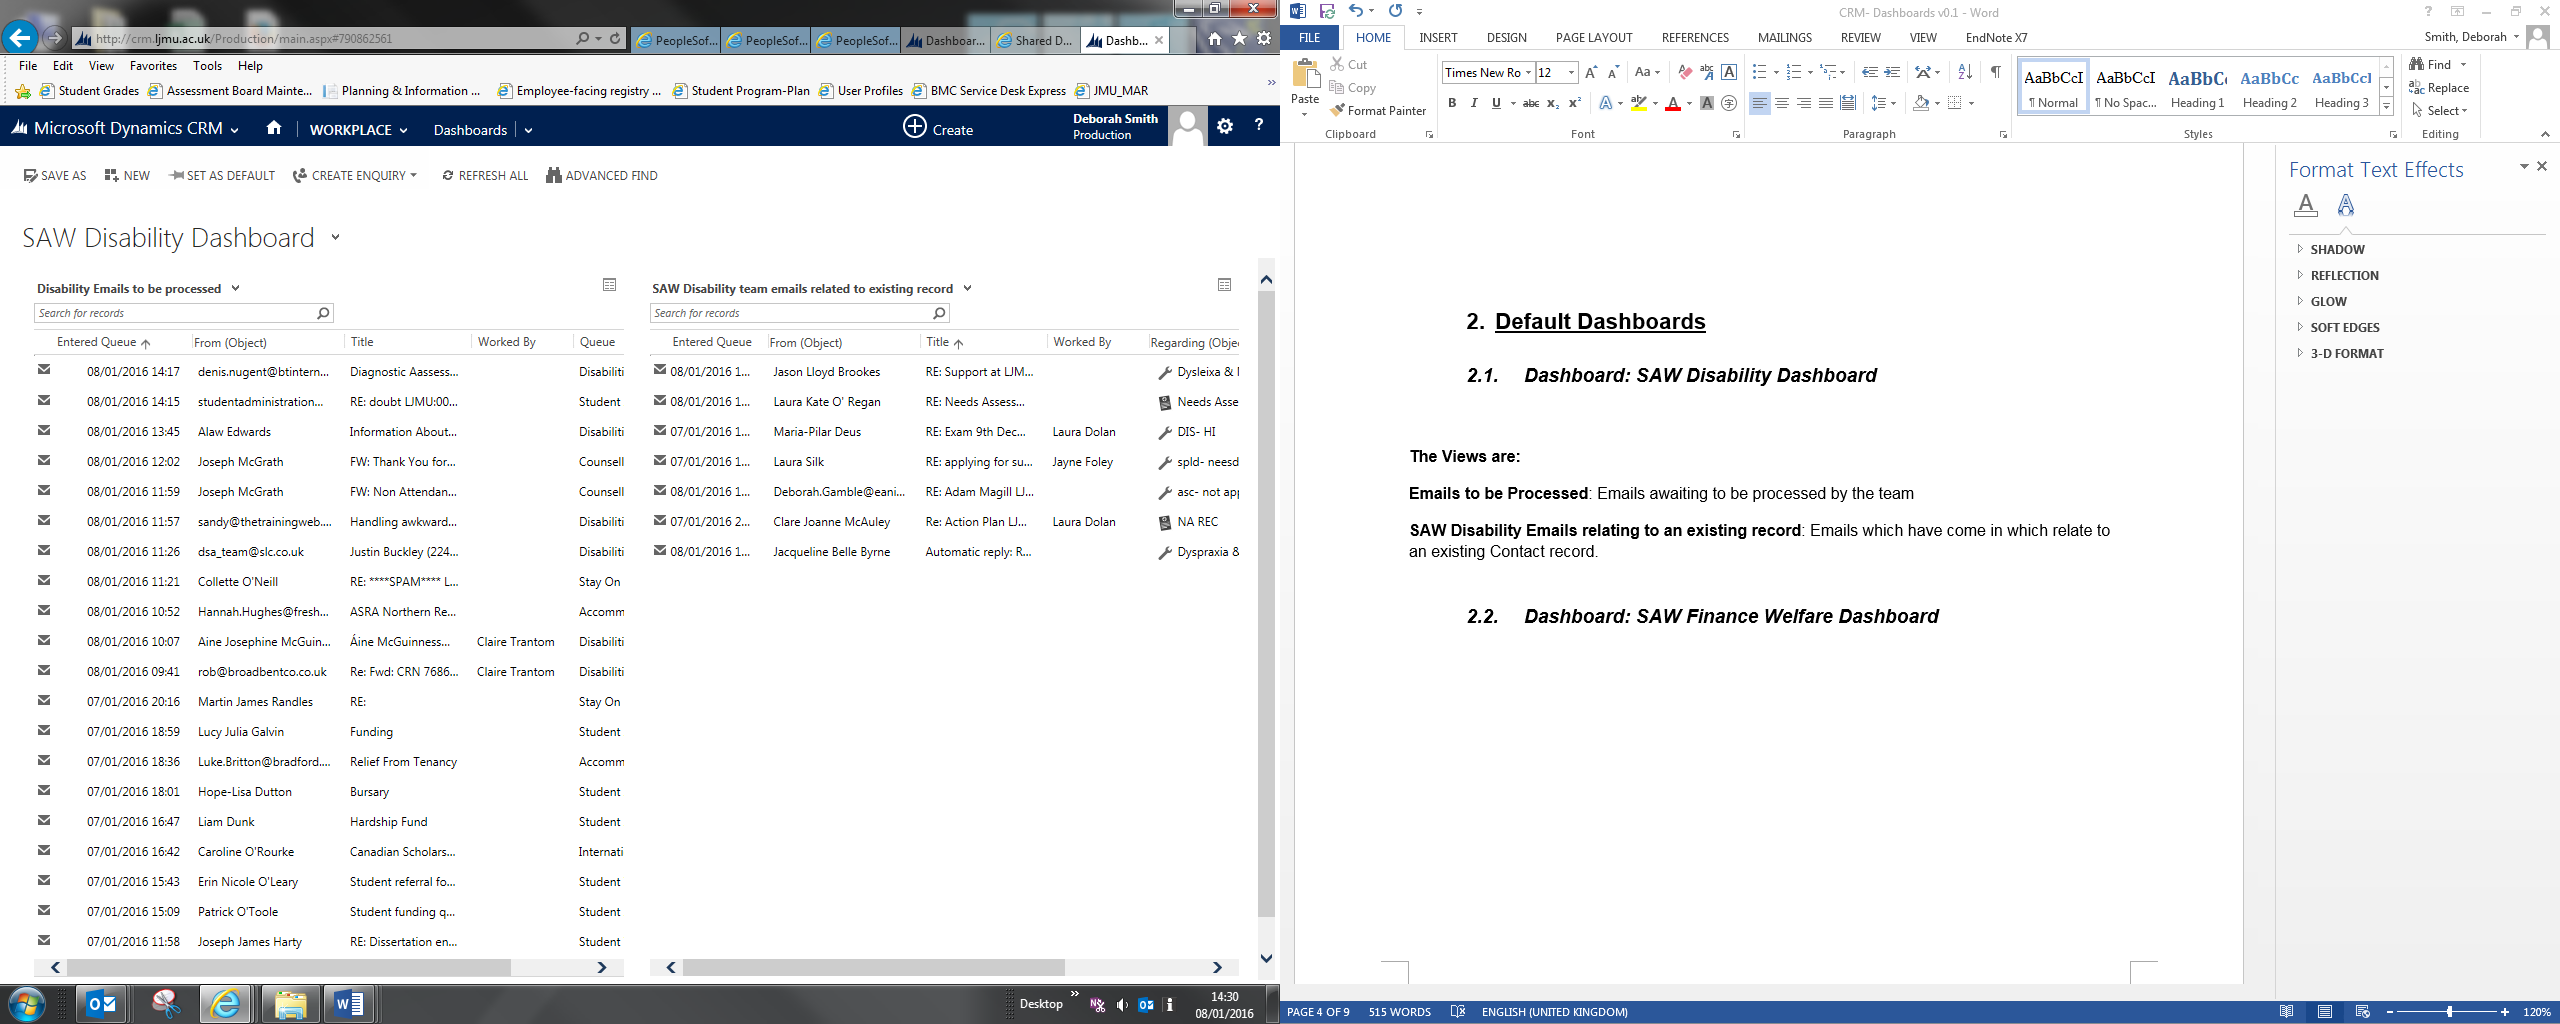 http://crm.ljmu.ac.uk/Production/main.aspx#790862561
PeopleSof...
PeopleSof...
PeopleSof...
Dashboar...
Shared D...
Dashb...
File Edit View Favorites Tools Help
Student Grades
Assessment Board Mainte...
Planning & Information ...
Employee-facing registry ...
Student Program-Plan
User Profiles
BMC Service Desk Express
JMU_MAR
Microsoft Dynamics CRM
WORKPLACE
Dashboards
Create
Deborah Smith
Production
?
SAVE AS NEW SET AS DEFAULT CREATE ENQUIRY REFRESH ALL ADVANCED FIND
SAW Disability Dashboard
Disability Emails to be processed
Search for records
Entered Queue From (Object) Title Worked By Queue
08/01/2016 14:17 denis.nugent@btintern... Diagnostic Aassess... Disabiliti
08/01/2016 14:15 studentadministration... RE: doubt LJMU:00... Student
08/01/2016 13:45 Alaw Edwards Information About... Disabiliti
08/01/2016 12:02 Joseph McGrath FW: Thank You for... Counsell
08/01/2016 11:59 Joseph McGrath FW: Non Attendan... Counsell
08/01/2016 11:57 sandy@thetrainingweb.... Handling awkward... Disabiliti
08/01/2016 11:26 dsa_team@slc.co.uk Justin Buckley (224... Disabiliti
08/01/2016 11:21 Collette O'Neill RE: ****SPAM**** L... Stay On
08/01/2016 10:52 Hannah.Hughes@fresh... ASRA Northern Re... Accomm
08/01/2016 10:07 Aine Josephine McGuin... Áine McGuinness... Claire Trantom Disabiliti
08/01/2016 09:41 rob@broadbentco.co.uk Re: Fwd: CRN 7686... Claire Trantom Disabiliti
07/01/2016 20:16 Martin James Randles RE: Stay On
07/01/2016 18:59 Lucy Julia Galvin Funding Student
07/01/2016 18:36 Luke.Britton@bradford.... Relief From Tenancy Accomm
07/01/2016 18:01 Hope-Lisa Dutton Bursary Student
07/01/2016 16:47 Liam Dunk Hardship Fund Student
07/01/2016 16:42 Caroline O'Rourke Canadian Scholars... Internati
07/01/2016 15:43 Erin Nicole O'Leary Student referral fo... Student
07/01/2016 15:09 Patrick O'Toole Student funding q... Student
07/01/2016 11:58 Joseph James Harty RE: Dissertation en... Student
SAW Disability team emails related to existing record
Search for records
Entered Queue From (Object) Title Worked By Regarding (Obje
08/01/2016 1... Jason Lloyd Brookes RE: Support at LJM... Dysleixa &
08/01/2016 1... Laura Kate O' Regan RE: Needs Assess... Needs Asse
07/01/2016 1... Maria-Pilar Deus RE: Exam 9th Dec... Laura Dolan DIS- HI
07/01/2016 1... Laura Silk RE: applying for su... Jayne Foley spld- needs
08/01/2016 1... Deborah.Gamble@eani... RE: Adam Magill LJ... asc- not app
07/01/2016 2... Clare Joanne McAuley Re: Action Plan LJ... Laura Dolan NA REC
08/01/2016 1... Jacqueline Belle Byrne Automatic reply: R... Dyspraxia &
Desktop
14:30
08/01/2016
CRM- Dashboards v0.1 - Word
FILE HOME INSERT DESIGN PAGE LAYOUT REFERENCES MAILINGS REVIEW VIEW EndNote X7
Smith, Deborah
Paste
Cut
Copy
Format Painter
Clipboard
Times New Ro 12
Font
Paragraph
AaBbCcI AaBbCcI AaBbC AaBbCc AaBbCcI
¶ Normal ¶ No Spac... Heading 1 Heading 2 Heading 3
Styles
Find
Replace
Select
Editing
2. Default Dashboards
2.1. Dashboard: SAW Disability Dashboard
The Views are:
Emails to be Processed: Emails awaiting to be processed by the team
SAW Disability Emails relating to an existing record: Emails which have come in which relate to
an existing Contact record.
2.2. Dashboard: SAW Finance Welfare Dashboard
Format Text Effects
SHADOW
REFLECTION
GLOW
SOFT EDGES
3-D FORMAT
PAGE 4 OF 9 515 WORDS ENGLISH (UNITED KINGDOM)
120%